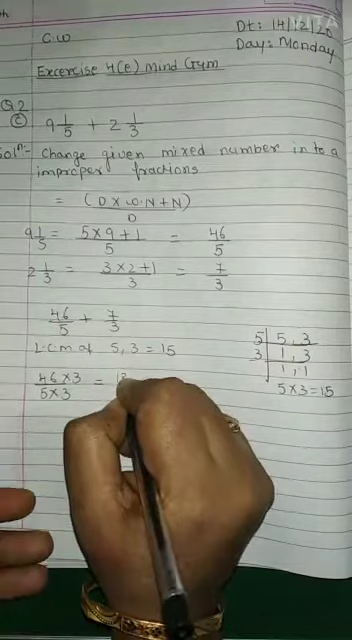 C.W
Dt: 14/12/20
Day: Monday
Excercise 4(e) Mind Gym
Q2
c) 9 1/5 + 2 1/3
Solⁿ:- Change given mixed number in to a
improper fractions
= (D x W.N + N) / D
9 1/5 = (5 x 9 + 1) / 5 = 46/5
2 1/3 = (3 x 2 + 1) / 3 = 7/3
46/5 + 7/3
L.C.M of 5, 3 = 15
5 | 5, 3
3 | 1, 3
1, 1
5 x 3 = 15
(46 x 3) / (5 x 3) = 13